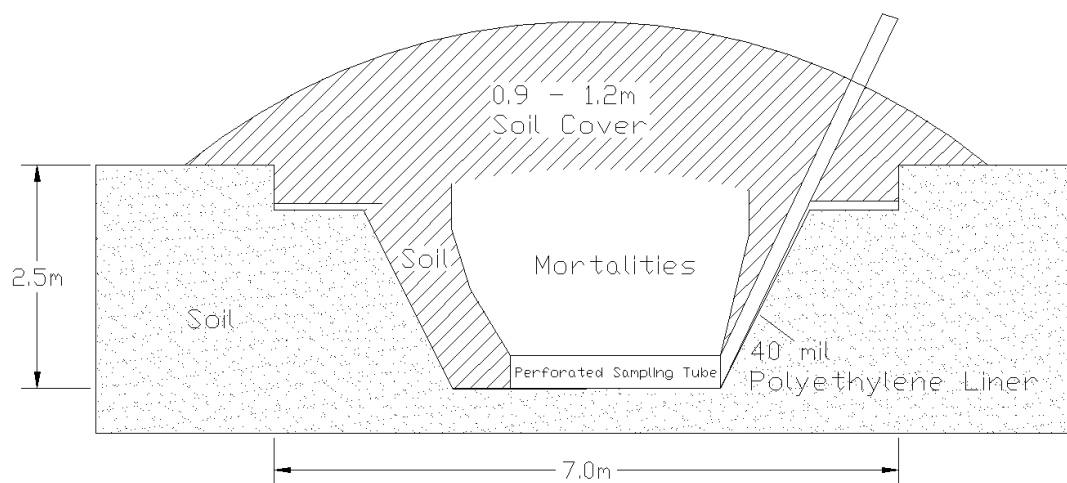 0.9 - 1.2m
Soil Cover
2.5m
Soil
Mortalities
Soil
40 mil
Polyethylene Liner
Perforated Sampling Tube
7.0m